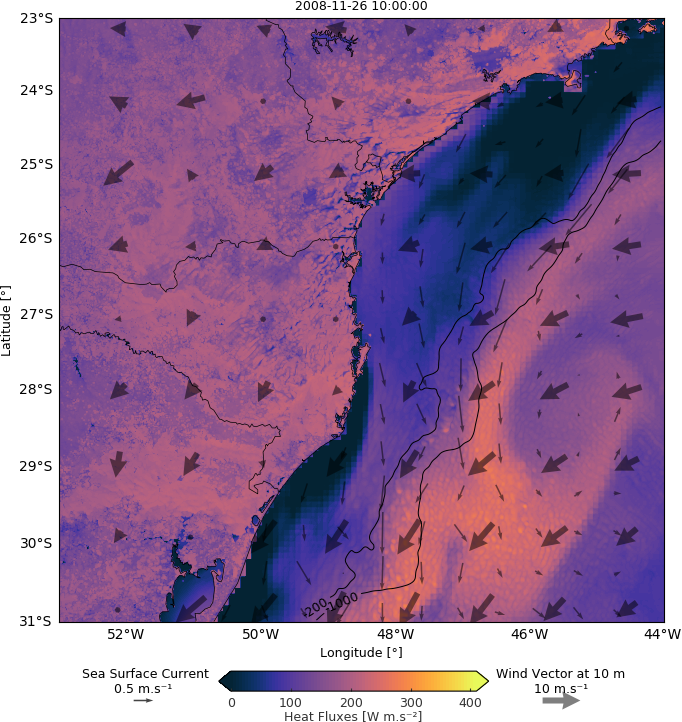 2008-11-26 10:00:00
23°S
24°S
25°S
26°S
27°S
28°S
29°S
30°S
31°S
Latitude [°]
200
1000
52°W
50°W
48°W
46°W
44°W
Longitude [°]
Sea Surface Current
0.5 m.s⁻¹
0
100
200
300
400
Heat Fluxes [W m.s⁻²]
Wind Vector at 10 m
10 m.s⁻¹